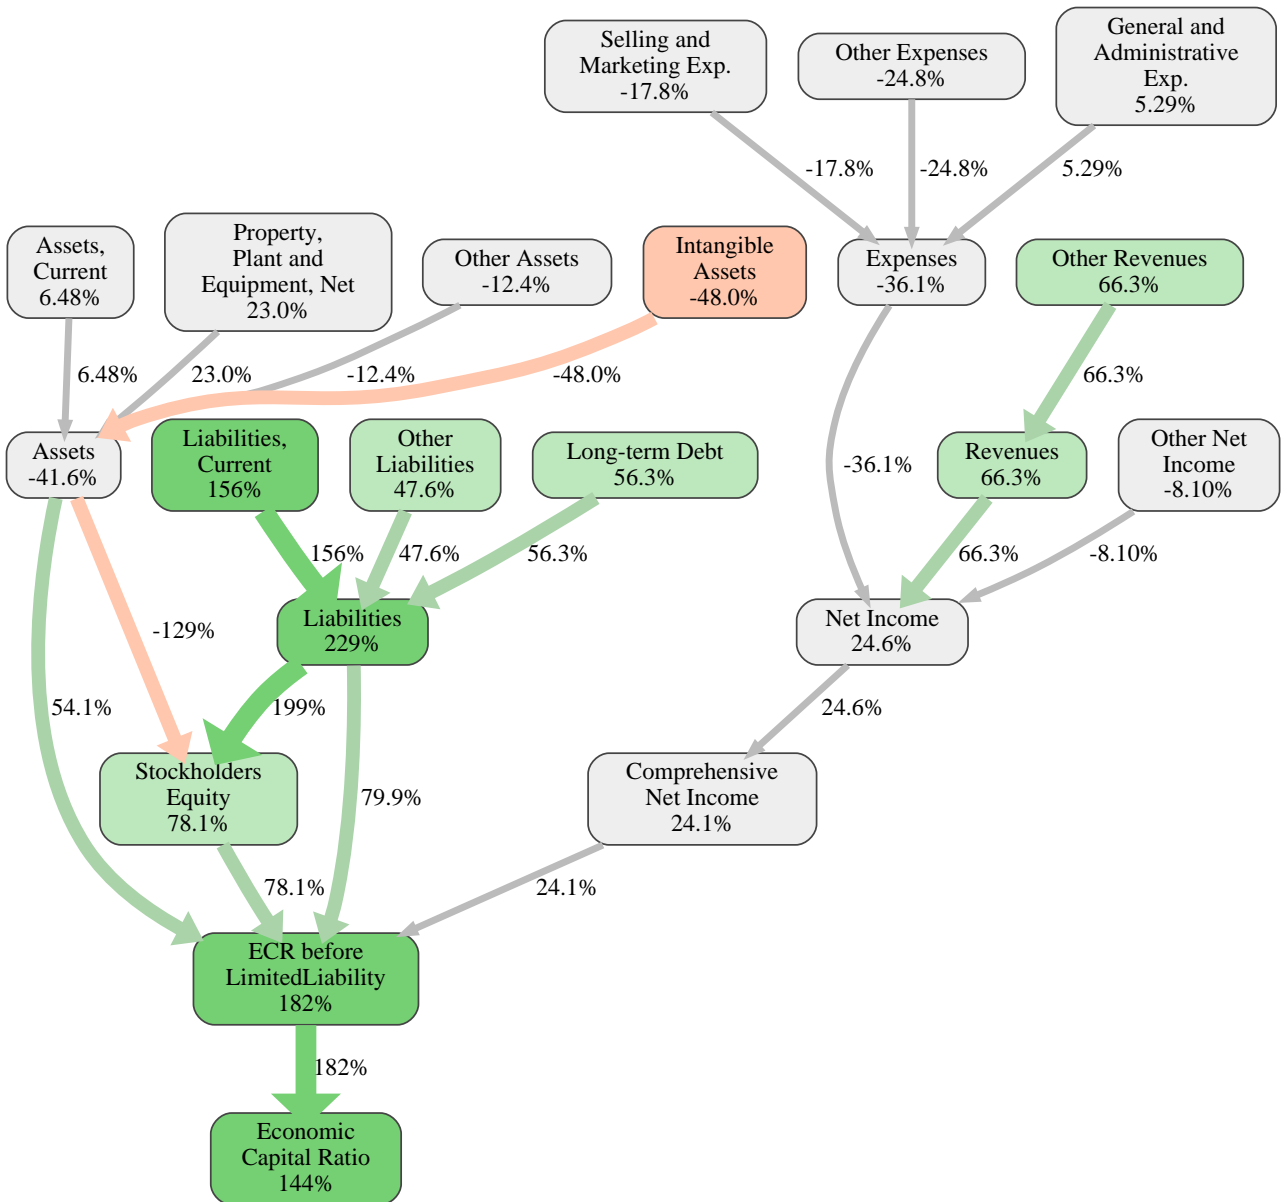 Selling and
Marketing Exp.
-17.8%
Other Expenses
-24.8%
General and
Administrative
Exp.
5.29%
-17.8%
-24.8%
5.29%
Assets,
Current
6.48%
Property,
Plant and
Equipment, Net
23.0%
Other Assets
-12.4%
Intangible
Assets
-48.0%
Expenses
-36.1%
Other Revenues
66.3%
6.48%
23.0%
-12.4%
-48.0%
66.3%
Assets
-41.6%
Liabilities,
Current
156%
Other
Liabilities
47.6%
Long-term Debt
56.3%
-36.1%
Revenues
66.3%
Other Net
Income
-8.10%
156%
47.6%
56.3%
66.3%
-8.10%
-129%
Liabilities
229%
Net Income
24.6%
54.1%
199%
24.6%
Stockholders
Equity
78.1%
79.9%
Comprehensive
Net Income
24.1%
78.1%
24.1%
ECR before
LimitedLiability
182%
182%
Economic
Capital Ratio
144%